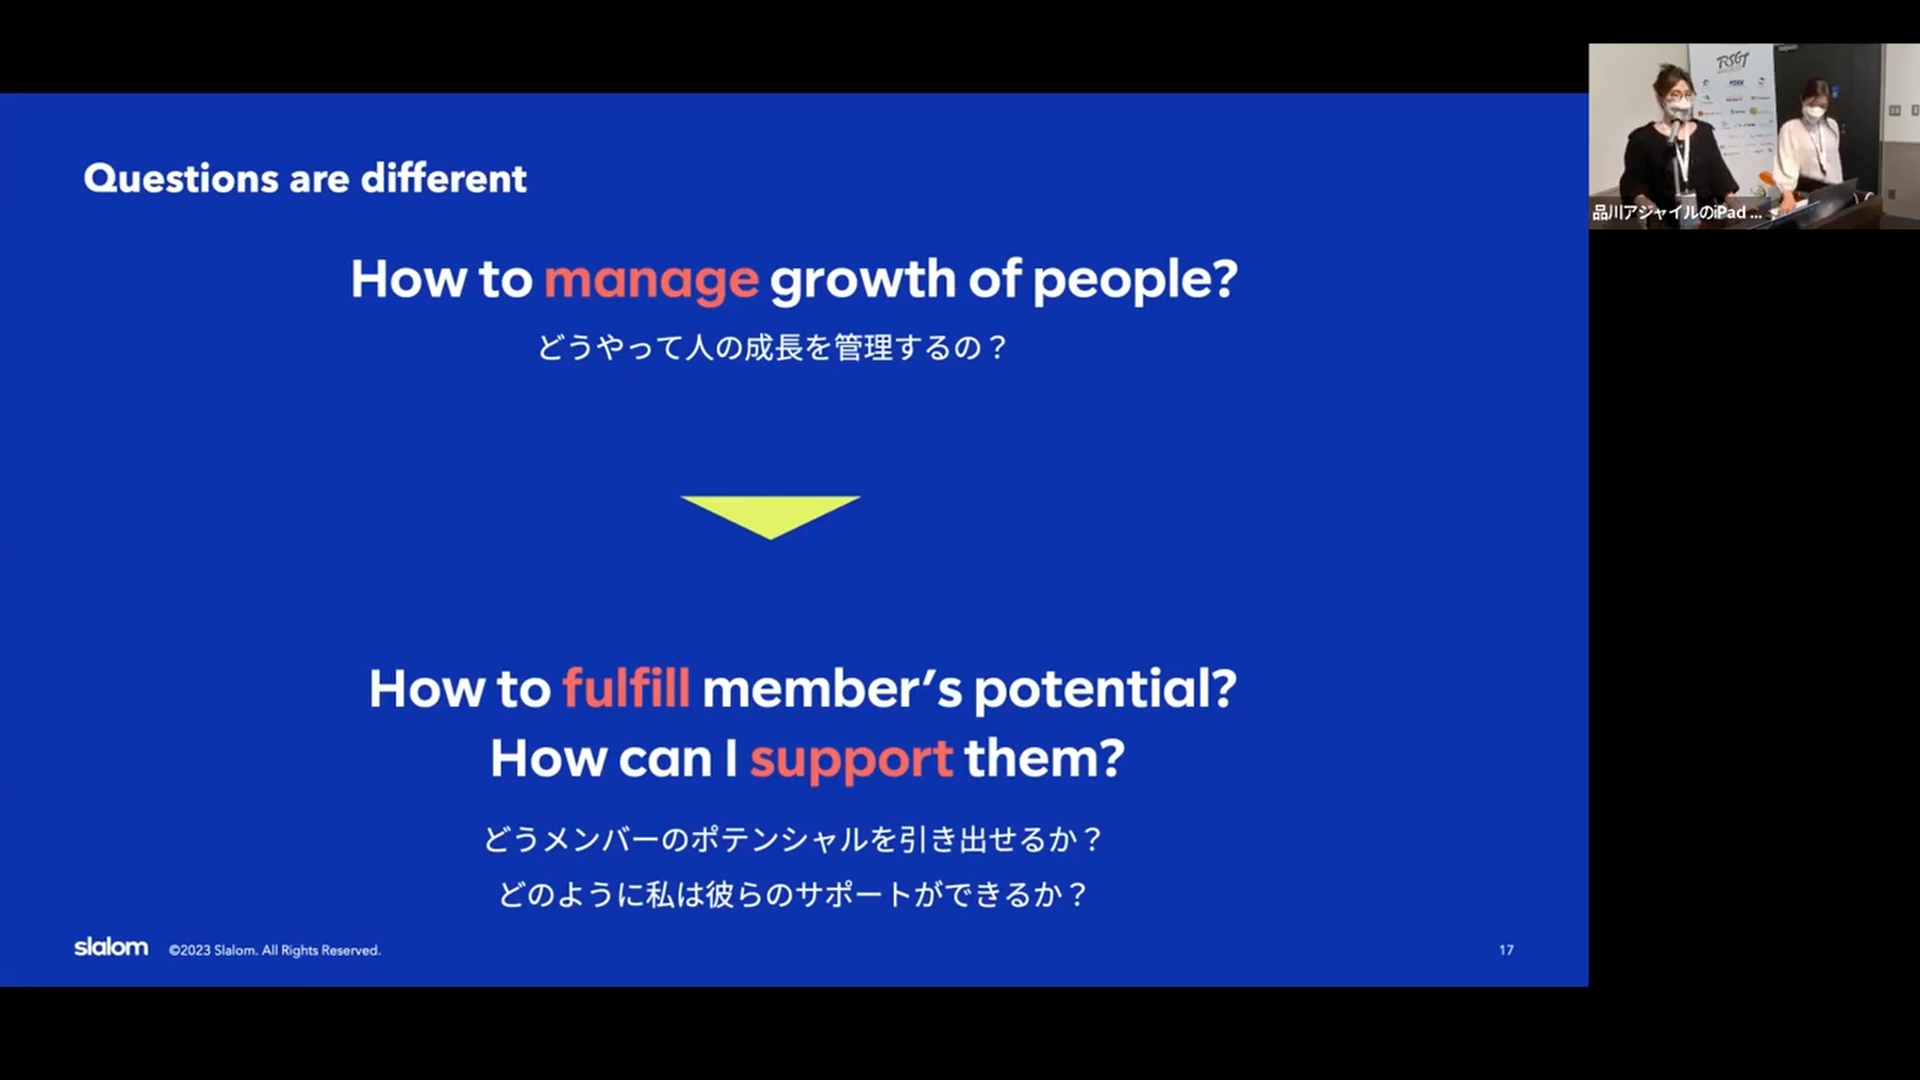 Questions are different
How to manage growth of people?
どうやって人の成長を管理するの？
How to fulfill member’s potential?
How can I support them?
どうメンバーのポテンシャルを引き出せるか？
どのように私は彼らのサポートができるか？
slalom ©2023 Slalom. All Rights Reserved.
17
RSGT
品川アジャイルのiPad ...